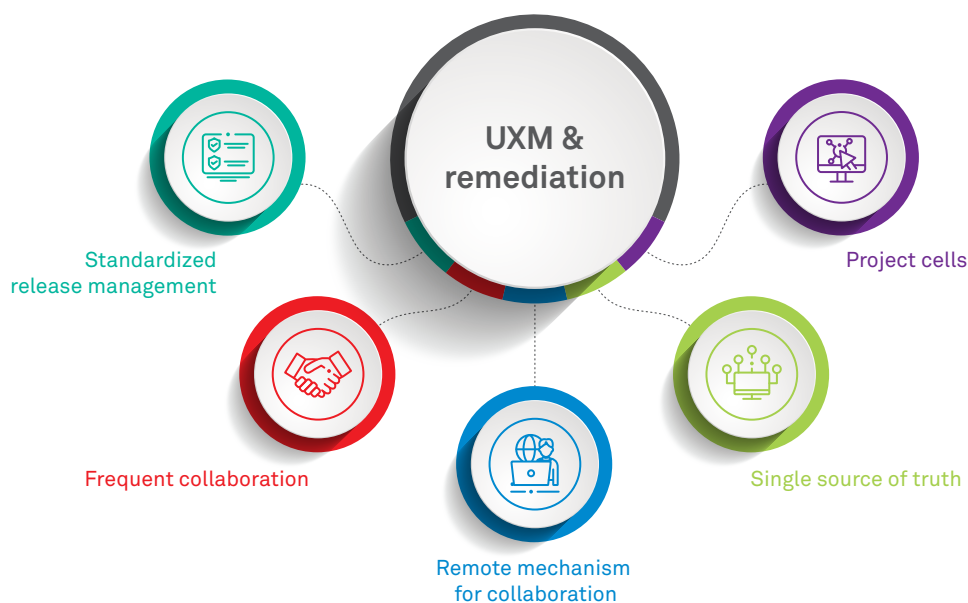 UXM &
remediation
Standardized
release management
Project cells
Frequent collaboration
Single source of truth
Remote mechanism
for collaboration